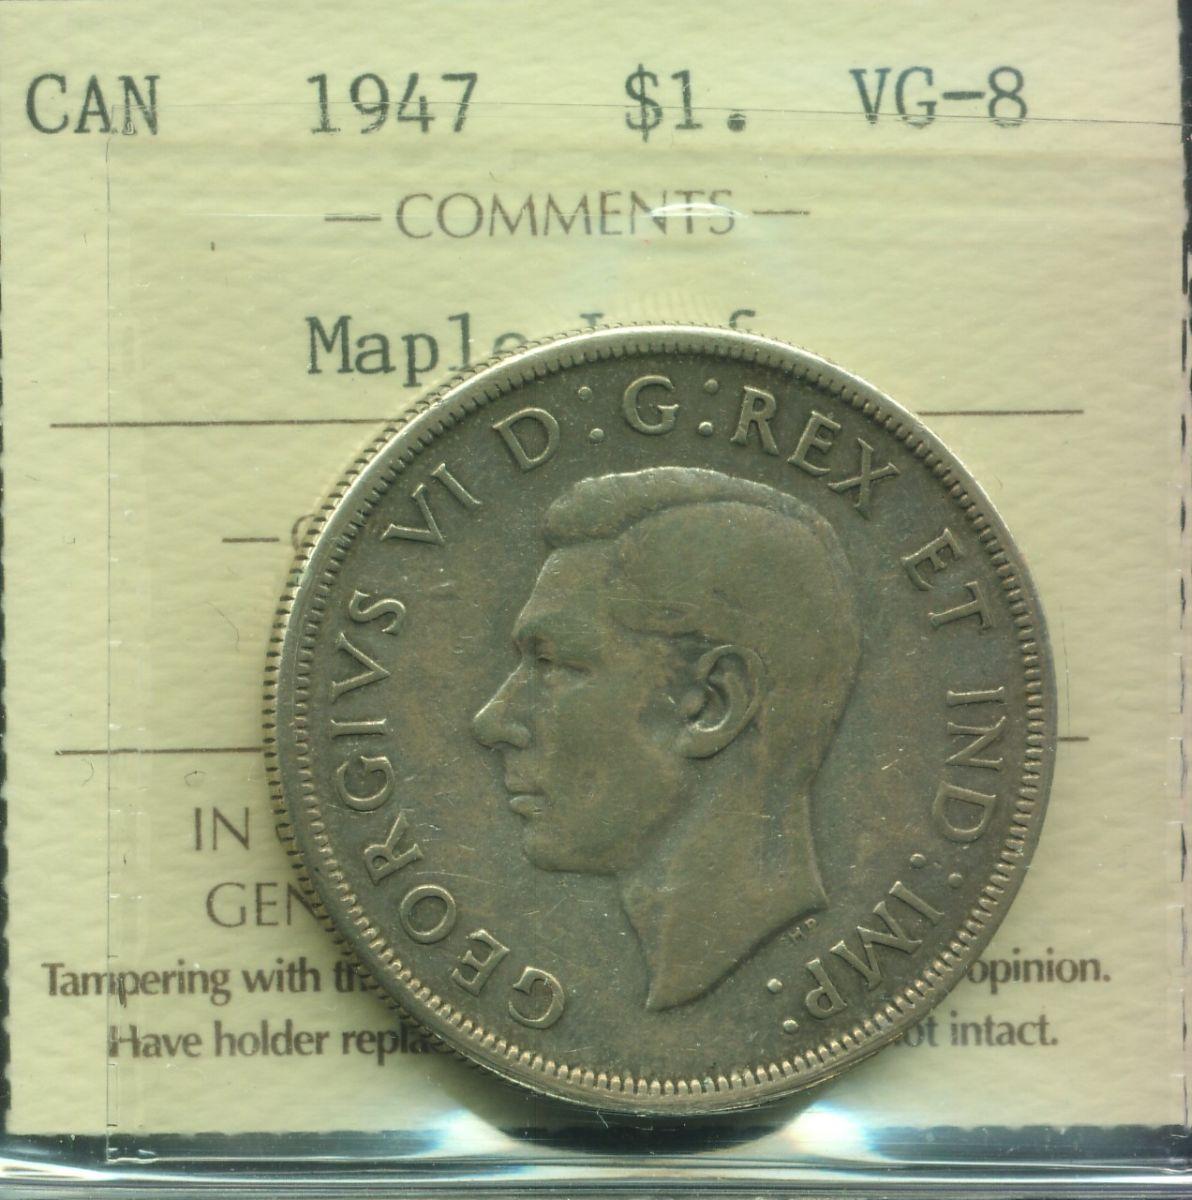 CAN 1947 $1. VG-8
— COMMENTS —
Maple
GEORGIVS VI D:G:REX ET IND:IMP:
HP
IN
GEN
Tampering with th opinion.
Have holder repla ot intact.